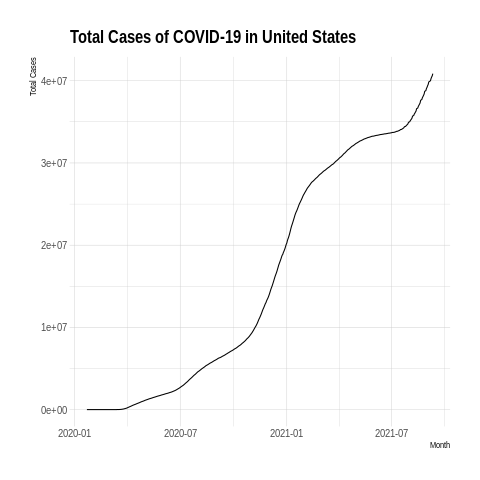 Total Cases of COVID-19 in United States
Total Cases
4e+07
3e+07
2e+07
1e+07
0e+00
2020-01 2020-07 2021-01 2021-07
Month